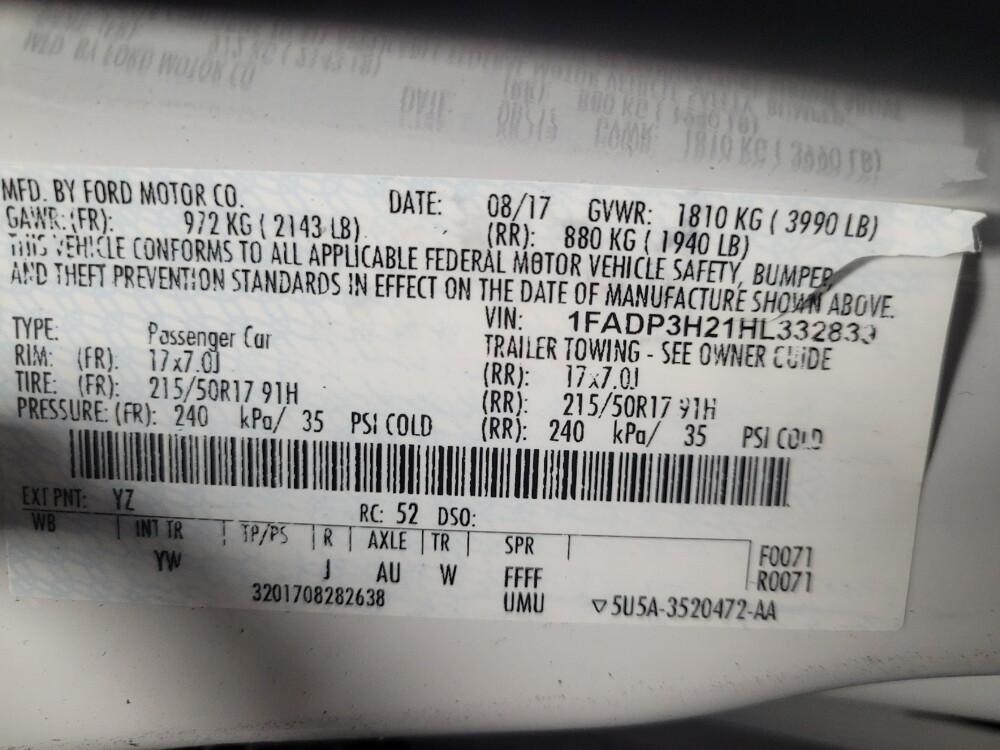 MFD. BY FORD MOTOR CO. DATE: 08/17 GVWR: 1810 KG ( 3990 LB)
GAWR: (FR): 972 KG ( 2143 LB) (RR): 880 KG ( 1940 LB)
THIS VEHICLE CONFORMS TO ALL APPLICABLE FEDERAL MOTOR VEHICLE SAFETY, BUMPER,
AND THEFT PREVENTION STANDARDS IN EFFECT ON THE DATE OF MANUFACTURE SHOWN ABOVE.
VIN: 1FADP3H21HL332833
TYPE: Passenger Car TRAILER TOWING - SEE OWNER GUIDE
RIM: (FR): 17x7.0J (RR): 17x7.0J
TIRE: (FR): 215/50R17 91H (RR): 215/50R17 91H
PRESSURE: (FR): 240 kPa/ 35 PSI COLD (RR): 240 kPa/ 35 PSI COLD
EXT PNT: YZ RC: 52 DSO:
WB | INT TR | TP/PS | R | AXLE | TR | SPR | F0071
YW J AU W FFFF R0071
3201708282638 UMU ▽5U5A-3520472-AA